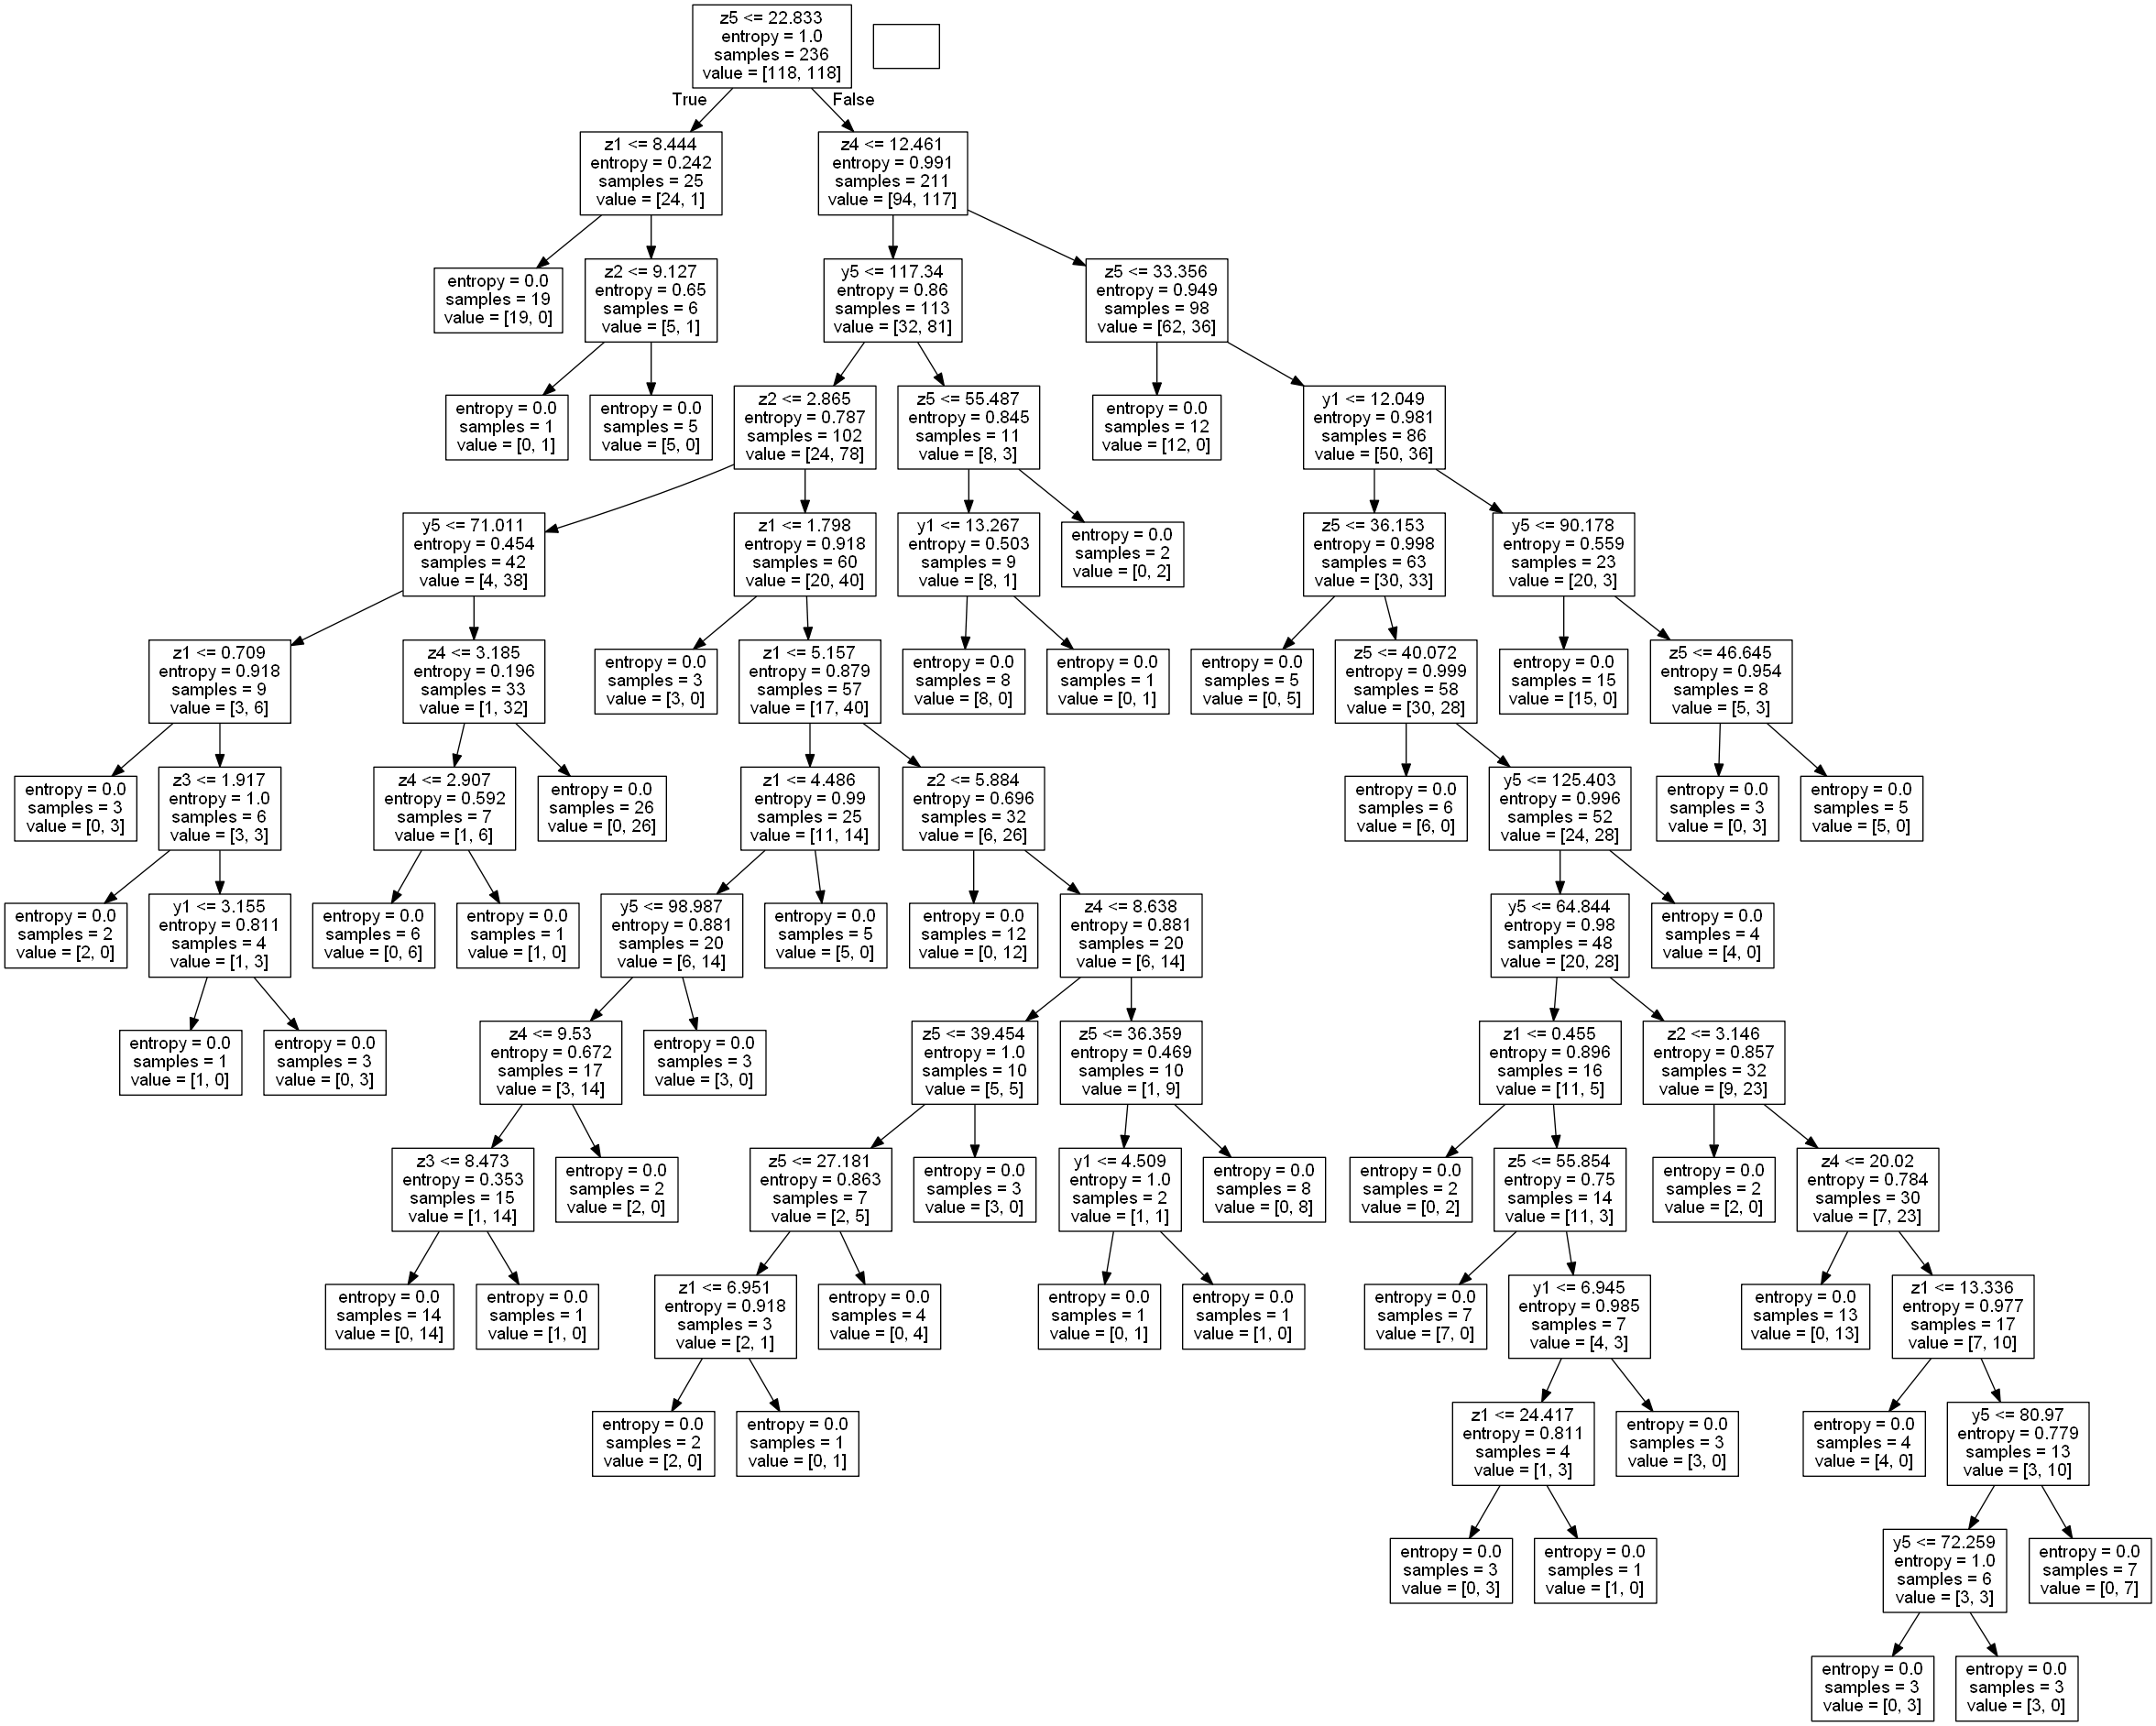 z5 <= 22.833
entropy = 1.0
samples = 236
value = [118, 118]
True
False
z1 <= 8.444
entropy = 0.242
samples = 25
value = [24, 1]
z4 <= 12.461
entropy = 0.991
samples = 211
value = [94, 117]
entropy = 0.0
samples = 19
value = [19, 0]
z2 <= 9.127
entropy = 0.65
samples = 6
value = [5, 1]
y5 <= 117.34
entropy = 0.86
samples = 113
value = [32, 81]
z5 <= 33.356
entropy = 0.949
samples = 98
value = [62, 36]
entropy = 0.0
samples = 1
value = [0, 1]
entropy = 0.0
samples = 5
value = [5, 0]
z2 <= 2.865
entropy = 0.787
samples = 102
value = [24, 78]
z5 <= 55.487
entropy = 0.845
samples = 11
value = [8, 3]
entropy = 0.0
samples = 12
value = [12, 0]
y1 <= 12.049
entropy = 0.981
samples = 86
value = [50, 36]
y5 <= 71.011
entropy = 0.454
samples = 42
value = [4, 38]
z1 <= 1.798
entropy = 0.918
samples = 60
value = [20, 40]
y1 <= 13.267
entropy = 0.503
samples = 9
value = [8, 1]
entropy = 0.0
samples = 2
value = [0, 2]
z5 <= 36.153
entropy = 0.998
samples = 63
value = [30, 33]
y5 <= 90.178
entropy = 0.559
samples = 23
value = [20, 3]
z1 <= 0.709
entropy = 0.918
samples = 9
value = [3, 6]
z4 <= 3.185
entropy = 0.196
samples = 33
value = [1, 32]
entropy = 0.0
samples = 3
value = [3, 0]
z1 <= 5.157
entropy = 0.879
samples = 57
value = [17, 40]
entropy = 0.0
samples = 8
value = [8, 0]
entropy = 0.0
samples = 1
value = [0, 1]
entropy = 0.0
samples = 5
value = [0, 5]
z5 <= 40.072
entropy = 0.999
samples = 58
value = [30, 28]
entropy = 0.0
samples = 15
value = [15, 0]
z5 <= 46.645
entropy = 0.954
samples = 8
value = [5, 3]
entropy = 0.0
samples = 3
value = [0, 3]
z3 <= 1.917
entropy = 1.0
samples = 6
value = [3, 3]
z4 <= 2.907
entropy = 0.592
samples = 7
value = [1, 6]
entropy = 0.0
samples = 26
value = [0, 26]
z1 <= 4.486
entropy = 0.99
samples = 25
value = [11, 14]
z2 <= 5.884
entropy = 0.696
samples = 32
value = [6, 26]
entropy = 0.0
samples = 6
value = [6, 0]
y5 <= 125.403
entropy = 0.996
samples = 52
value = [24, 28]
entropy = 0.0
samples = 3
value = [0, 3]
entropy = 0.0
samples = 5
value = [5, 0]
entropy = 0.0
samples = 2
value = [2, 0]
y1 <= 3.155
entropy = 0.811
samples = 4
value = [1, 3]
entropy = 0.0
samples = 6
value = [0, 6]
entropy = 0.0
samples = 1
value = [1, 0]
y5 <= 98.987
entropy = 0.881
samples = 20
value = [6, 14]
entropy = 0.0
samples = 5
value = [5, 0]
entropy = 0.0
samples = 12
value = [0, 12]
z4 <= 8.638
entropy = 0.881
samples = 20
value = [6, 14]
y5 <= 64.844
entropy = 0.98
samples = 48
value = [20, 28]
entropy = 0.0
samples = 4
value = [4, 0]
entropy = 0.0
samples = 1
value = [1, 0]
entropy = 0.0
samples = 3
value = [0, 3]
z4 <= 9.53
entropy = 0.672
samples = 17
value = [3, 14]
entropy = 0.0
samples = 3
value = [3, 0]
z5 <= 39.454
entropy = 1.0
samples = 10
value = [5, 5]
z5 <= 36.359
entropy = 0.469
samples = 10
value = [1, 9]
z1 <= 0.455
entropy = 0.896
samples = 16
value = [11, 5]
z2 <= 3.146
entropy = 0.857
samples = 32
value = [9, 23]
z3 <= 8.473
entropy = 0.353
samples = 15
value = [1, 14]
entropy = 0.0
samples = 2
value = [2, 0]
z5 <= 27.181
entropy = 0.863
samples = 7
value = [2, 5]
entropy = 0.0
samples = 3
value = [3, 0]
y1 <= 4.509
entropy = 1.0
samples = 2
value = [1, 1]
entropy = 0.0
samples = 8
value = [0, 8]
entropy = 0.0
samples = 2
value = [0, 2]
z5 <= 55.854
entropy = 0.75
samples = 14
value = [11, 3]
entropy = 0.0
samples = 2
value = [2, 0]
z4 <= 20.02
entropy = 0.784
samples = 30
value = [7, 23]
entropy = 0.0
samples = 14
value = [0, 14]
entropy = 0.0
samples = 1
value = [1, 0]
z1 <= 6.951
entropy = 0.918
samples = 3
value = [2, 1]
entropy = 0.0
samples = 4
value = [0, 4]
entropy = 0.0
samples = 1
value = [0, 1]
entropy = 0.0
samples = 1
value = [1, 0]
entropy = 0.0
samples = 7
value = [7, 0]
y1 <= 6.945
entropy = 0.985
samples = 7
value = [4, 3]
entropy = 0.0
samples = 13
value = [0, 13]
z1 <= 13.336
entropy = 0.977
samples = 17
value = [7, 10]
entropy = 0.0
samples = 2
value = [2, 0]
entropy = 0.0
samples = 1
value = [0, 1]
z1 <= 24.417
entropy = 0.811
samples = 4
value = [1, 3]
entropy = 0.0
samples = 3
value = [3, 0]
entropy = 0.0
samples = 4
value = [4, 0]
y5 <= 80.97
entropy = 0.779
samples = 13
value = [3, 10]
entropy = 0.0
samples = 3
value = [0, 3]
entropy = 0.0
samples = 1
value = [1, 0]
y5 <= 72.259
entropy = 1.0
samples = 6
value = [3, 3]
entropy = 0.0
samples = 7
value = [0, 7]
entropy = 0.0
samples = 3
value = [0, 3]
entropy = 0.0
samples = 3
value = [3, 0]